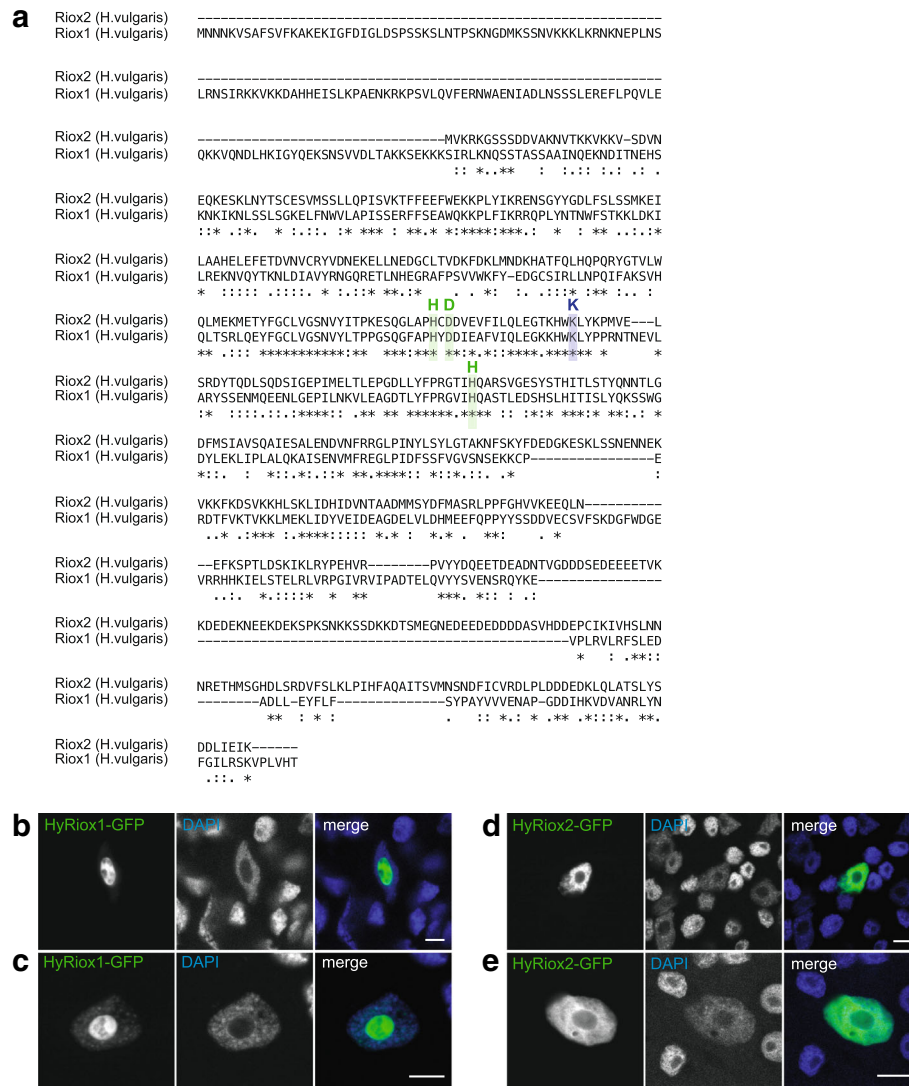 a
Riox2 (H.vulgaris) ------------------------------------------------------------
Riox1 (H.vulgaris) MNNNKVSAFSVFKAKEKIGFDIGLDSPSSKSLNTPSKNGDMKSSNVKKKLKRNKNEPLNS
Riox2 (H.vulgaris) ------------------------------------------------------------
Riox1 (H.vulgaris) LRNSIRKKVKKDAHHEISLKPAENKRKPSVLQVFERNWAENIADLNSSSLEREFLPQVLE
Riox2 (H.vulgaris) --------------------------------MVKRKGSSSDDVAKNVTKKVKKV-SDVN
Riox1 (H.vulgaris) QKKVQNDLHKIGYQEKSNSVVDLTAKKSEKKKSIRLKNQSSTASSAAINQEKNDITNEHS
:: *..** : :.:: :.: .: .
Riox2 (H.vulgaris) EQKESKLNYTSCESVMSSLLQPISVKTFFEEFWEKKPLYIKRENSGYYGDLFSLSSMKEI
Riox1 (H.vulgaris) KNKIKNLSSLSGKELFNWVLAPISSERFFSEAWQKKPLFIKRRQPLYNTNWFSTKKLDKI
::* .:*. * .:.:. :* *** : **.* *:****:***.. * : ** ..:.:*
Riox2 (H.vulgaris) LAAHELEFETDVNVCRYVDNEKELLNEDGCLTVDKFDKLMNDKHATFQLHQPQRYGTVLW
Riox1 (H.vulgaris) LREKNVQYTKNLDIAVYRNGQRETLNHEGRAFPSVVWKFY-EDGCSIRLLNPQIFAKSVH
* :::::: .::::. * :.::* **.:* . . *: :. .::.:* :** :.. :
H D K
Riox2 (H.vulgaris) QLMEKMETYFGCLVGSNVYITPKESQGLAPHCDDVEVFILQLEGTKHWKLYKPMVE---L
Riox1 (H.vulgaris) QLTSRLQEYFGCLVGSNVYLTPPGSQGFAPHYDDIEAFVIQLEGKKHWKLYPPRNTNEVL
** .::: ***********:** ***:*** **:*.*::****.****** * *
H
Riox2 (H.vulgaris) SRDYTQDLSQDSIGEPIMELTLEPGDLLYFPRGTIHQARSVGESYSTHITLSTYQNNTLG
Riox1 (H.vulgaris) ARYSSENMQEENLGEPILNKVLEAGDTLYFPRGVIHQASTLEDSHSLHITISLYQKSSWG
:* :::.::.:****:: .** ** ******.**** :: :*:* ***:* **:.: *
Riox2 (H.vulgaris) DFMSIAVSQAIESALENDVNFRRGLPINYLSYLGTAKNFSKYFDEDGKESKLSSNENNEK
Riox1 (H.vulgaris) DYLEKLIPLALQKAISENVMFREGLPIDFSSFVGVSNSEKKCP---------------E
*::. : *::.*:.::* **.****:: *::*.::. .* :
Riox2 (H.vulgaris) VKKFKDSVKKHLSKLIDHIDVNTAADMMSYDFMASRLPPFGHVVKEEQLN----------
Riox1 (H.vulgaris) RDTFVKTVKKLMEKLIDYVEIDEAGDELVLDHMEEFQPPYYSSDDVECSVFSKDGFWDGE
..* .:*** :.****:::: *.* : *.* . **: . *
Riox2 (H.vulgaris) --EFKSPTLDSKIKLRYPEHVR--------PVYYDQEETDEADNTVGDDDSEDEEEETVK
Riox1 (H.vulgaris) VRRHHKIELSTELRLVRPGIVRVIPADTELQVYYSVENSRQYKE----------------
..:. *.::::* * ** ***. *:: : .:
Riox2 (H.vulgaris) KDEDEKNEEKDEKSPKSNKKSSDKKDTSMEGNEDEEDEDDDDASVHDDEPCIKIVHSLNN
Riox1 (H.vulgaris) ------------------------------------------------VPLRVLRFSLED
* : .**::
Riox2 (H.vulgaris) NRETHMSGHDLSRDVFSLKLPIHFAQAITSVMNSNDFICVRDLPLDDDEDKLQLATSLYS
Riox1 (H.vulgaris) --------ADLL-EYFLF--------------SYPAYVVVENAP-GDDIHKVDVANRLYN
** : * : . :: *.: * .** .*:::*. **.
Riox2 (H.vulgaris) DDLIEIK------
Riox1 (H.vulgaris) FGILRSKVPLVHT
.::. *
b HyRiox1-GFP DAPI merge
d HyRiox2-GFP DAPI merge
c HyRiox1-GFP DAPI merge
e HyRiox2-GFP DAPI merge